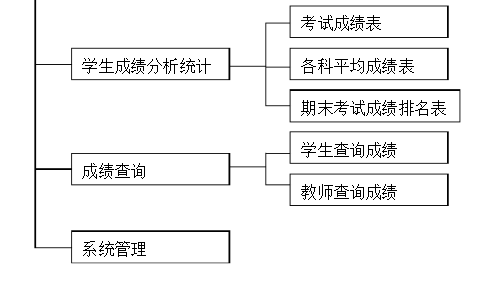 考试成绩表
学生成绩分析统计
各科平均成绩表
期末考试成绩排名表
学生查询成绩
成绩查询
教师查询成绩
系统管理